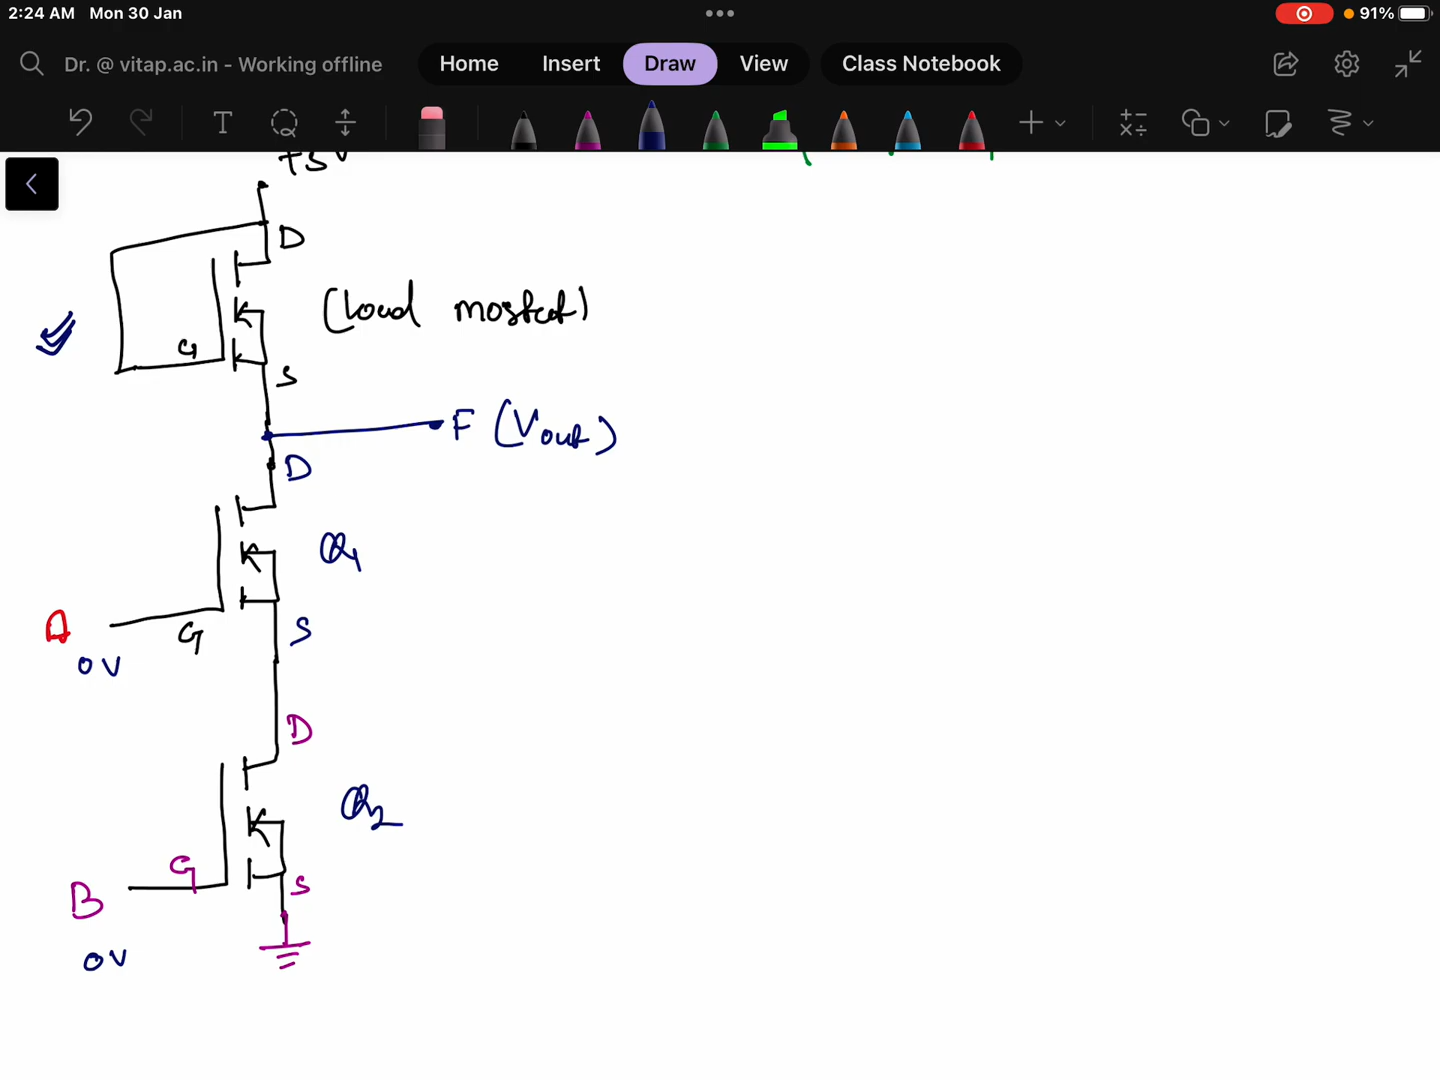 2:24 AM Mon 30 Jan
91%
Dr. @ vitap.ac.in - Working offline
Home
Insert
Draw
View
Class Notebook
T
+5V
D
(Load mosfet)
G
S
F (Vout)
D
Q1
A
G
S
0V
D
Q2
G
B
S
0V